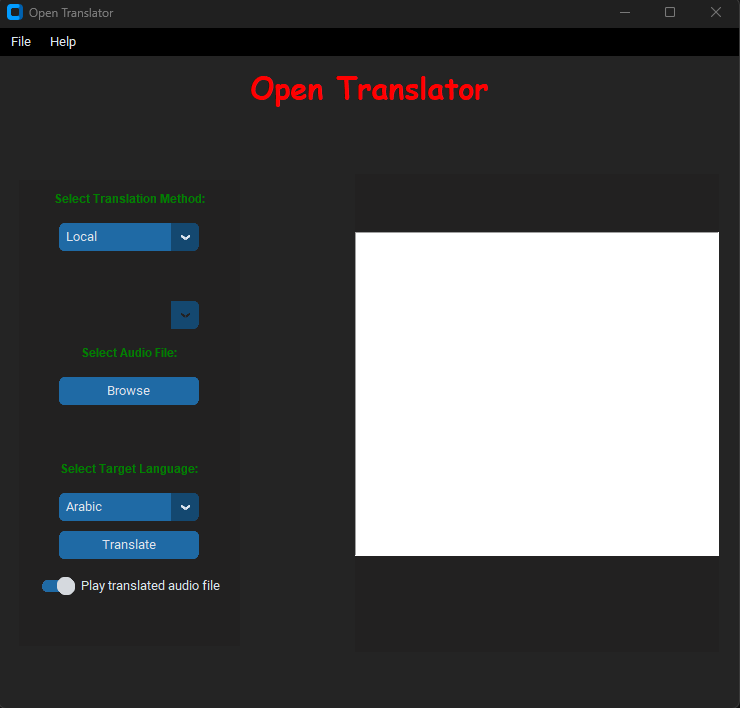 Open Translator
File Help
Open Translator
Select Translation Method:
Local
Select Audio File:
Browse
Select Target Language:
Arabic
Translate
Play translated audio file